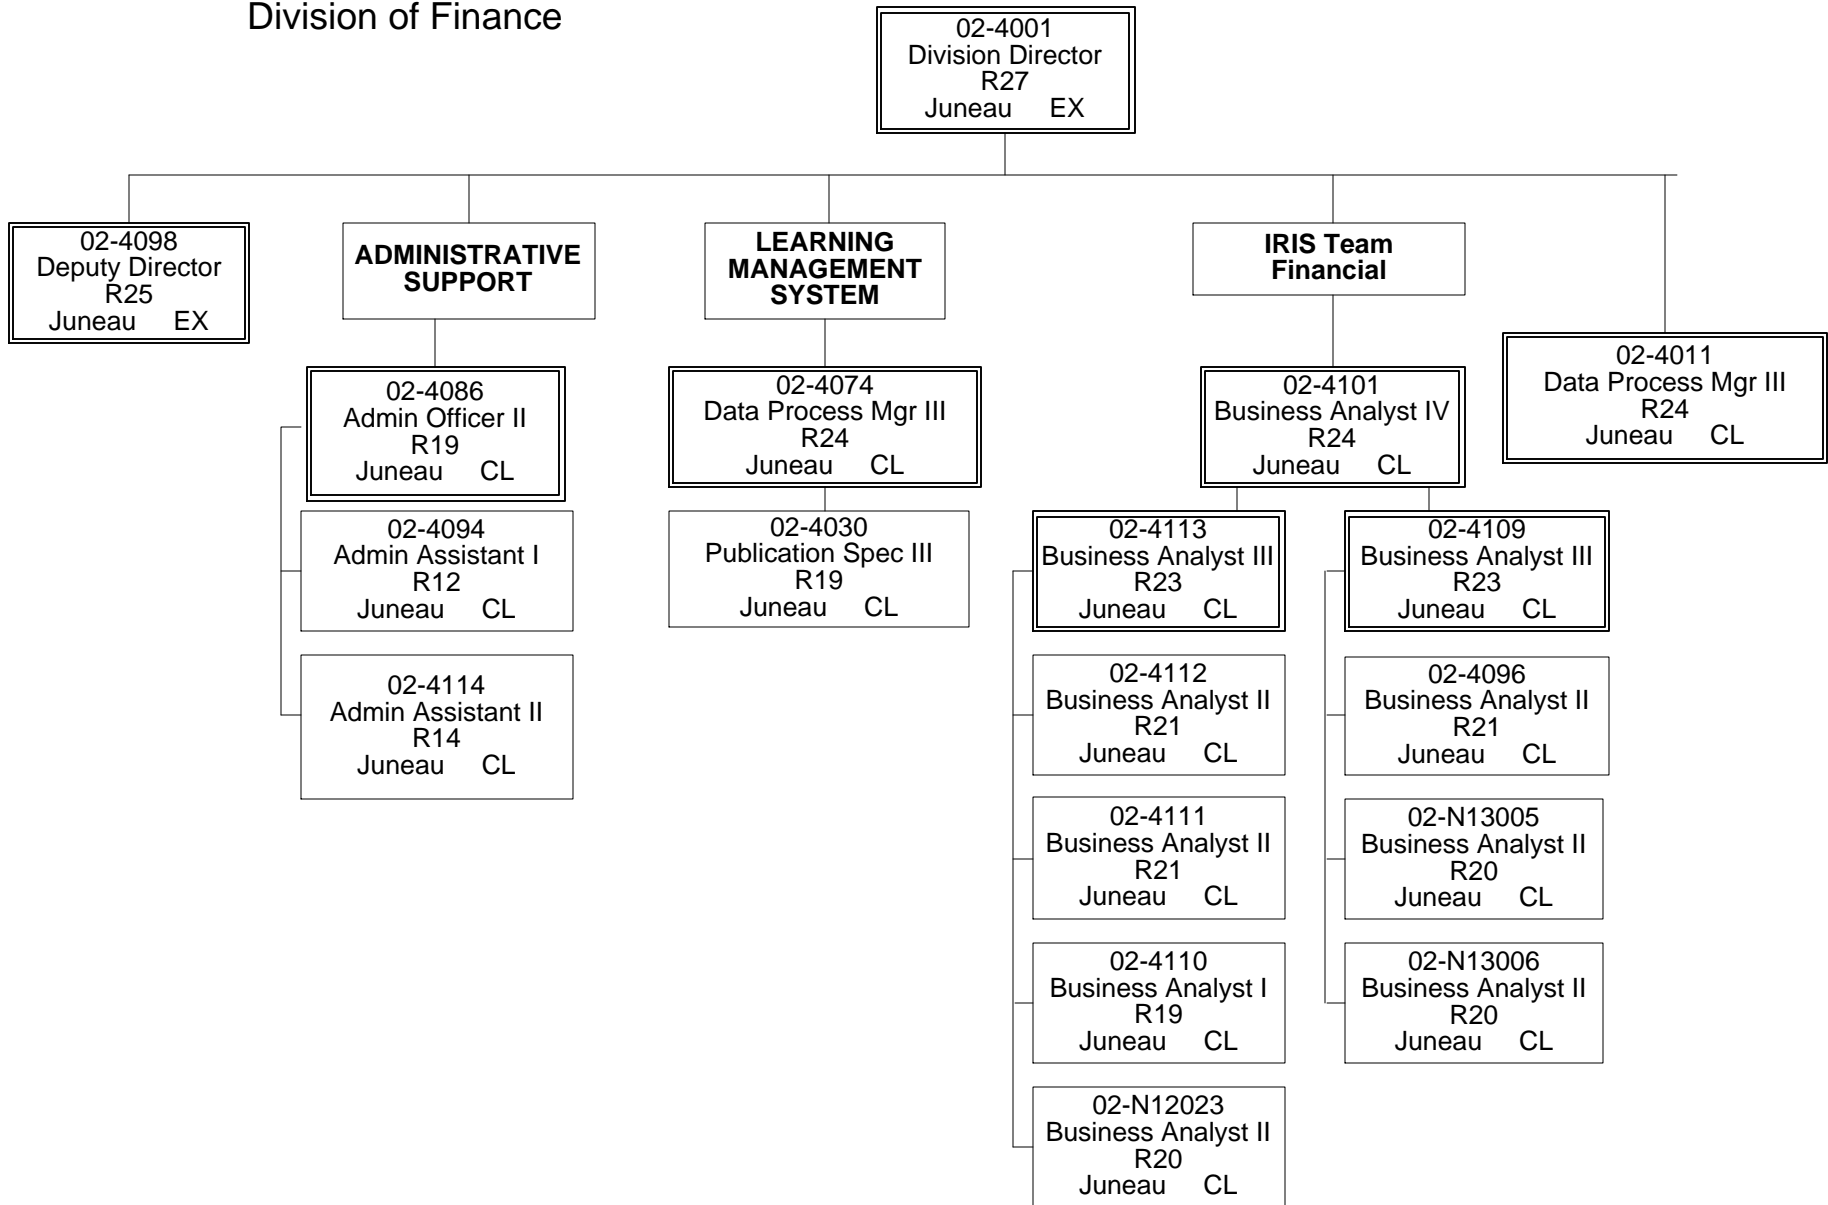 Division of Finance
02-4001
Division Director
R27
Juneau EX
02-4098
Deputy Director
R25
Juneau EX
ADMINISTRATIVE
SUPPORT
02-4086
Admin Officer II
R19
Juneau CL
02-4094
Admin Assistant I
R12
Juneau CL
02-4114
Admin Assistant II
R14
Juneau CL
LEARNING
MANAGEMENT
SYSTEM
02-4074
Data Process Mgr III
R24
Juneau CL
02-4030
Publication Spec III
R19
Juneau CL
IRIS Team
Financial
02-4101
Business Analyst IV
R24
Juneau CL
02-4113
Business Analyst III
R23
Juneau CL
02-4112
Business Analyst II
R21
Juneau CL
02-4111
Business Analyst II
R21
Juneau CL
02-4110
Business Analyst I
R19
Juneau CL
02-N12023
Business Analyst II
R20
Juneau CL
02-4109
Business Analyst III
R23
Juneau CL
02-4096
Business Analyst II
R21
Juneau CL
02-N13005
Business Analyst II
R20
Juneau CL
02-N13006
Business Analyst II
R20
Juneau CL
02-4011
Data Process Mgr III
R24
Juneau CL